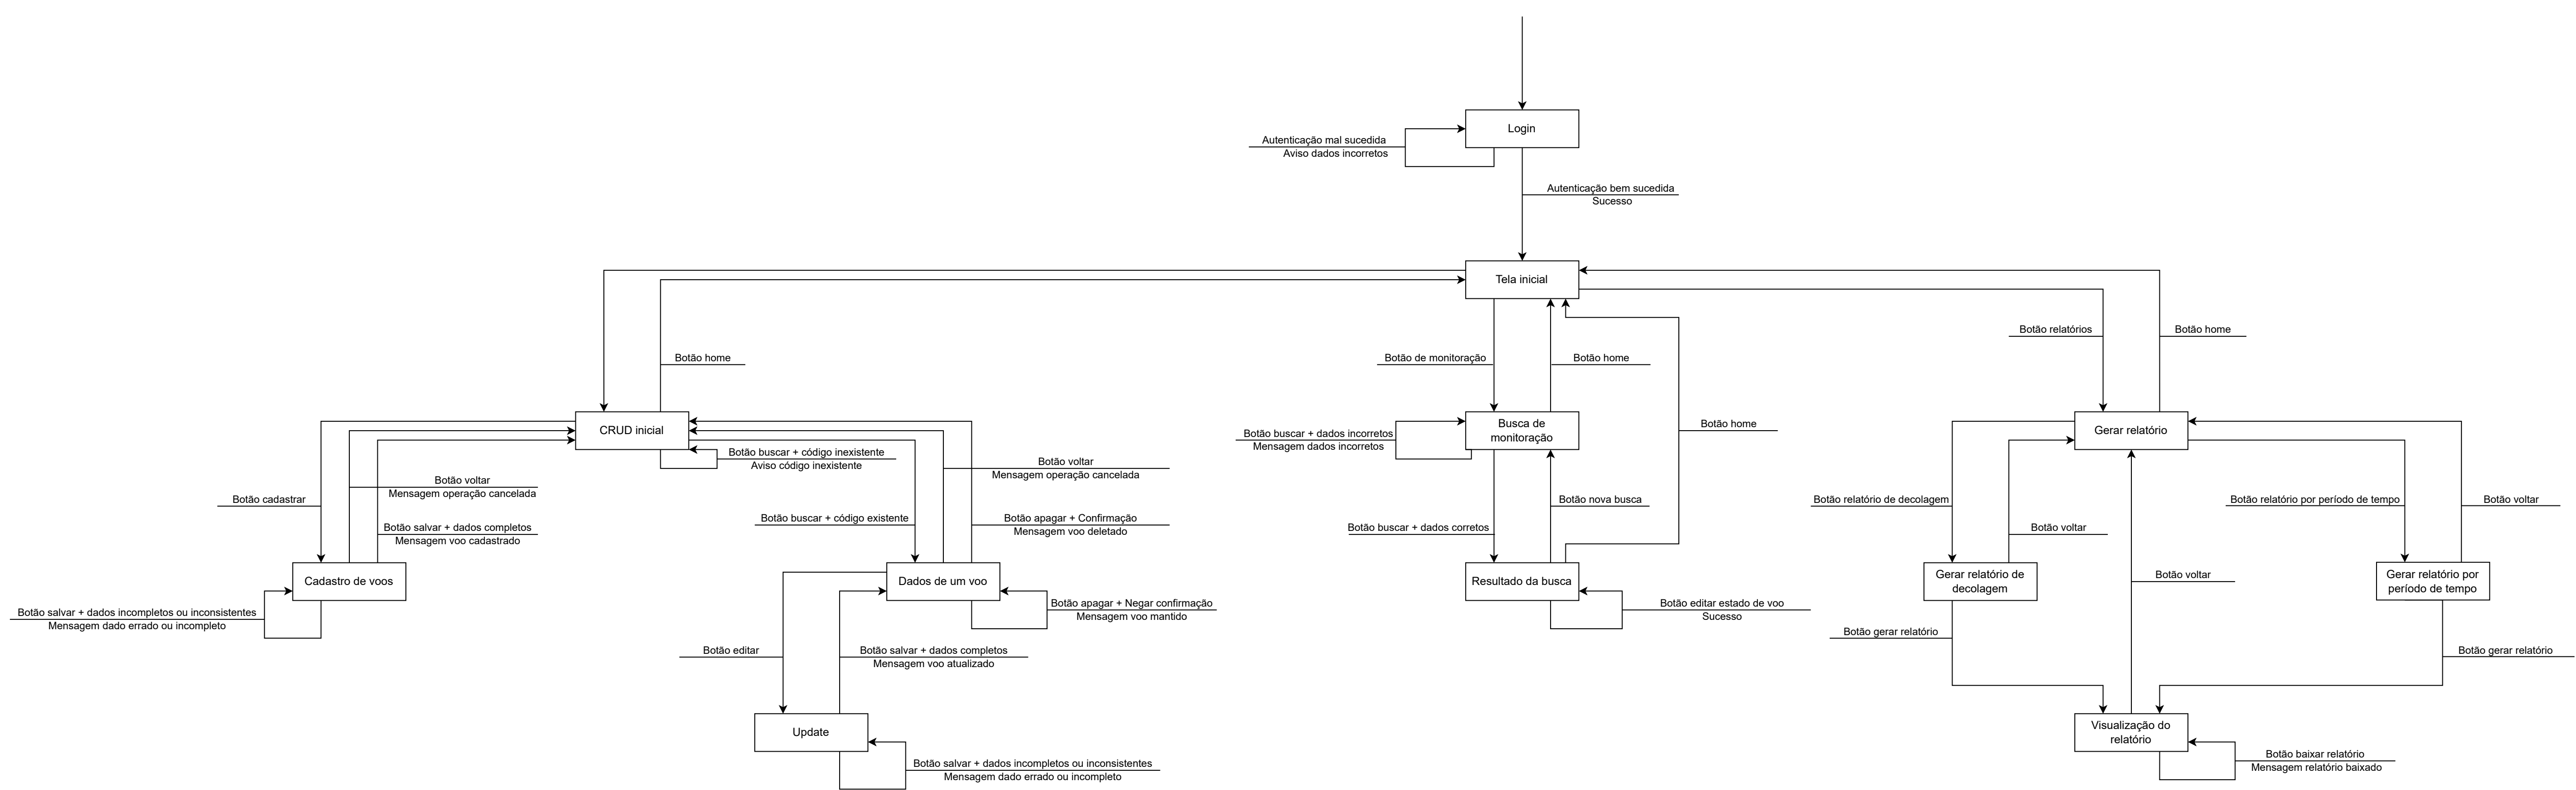 Login
Autenticação mal sucedida
Aviso dados incorretos
Autenticação bem sucedida
Sucesso
Tela inicial
Botão relatórios
Botão home
Botão home
Botão de monitoração
Botão home
CRUD inicial
Busca de
monitoração
Botão home
Gerar relatório
Botão buscar + dados incorretos
Mensagem dados incorretos
Botão buscar + código inexistente
Aviso código inexistente
Botão voltar
Mensagem operação cancelada
Botão voltar
Mensagem operação cancelada
Botão cadastrar
Botão nova busca
Botão relatório de decolagem
Botão relatório por período de tempo
Botão voltar
Botão buscar + código existente
Botão apagar + Confirmação
Mensagem voo deletado
Botão salvar + dados completos
Mensagem voo cadastrado
Botão buscar + dados corretos
Botão voltar
Cadastro de voos
Dados de um voo
Resultado da busca
Gerar relatório de
decolagem
Botão voltar
Gerar relatório por
período de tempo
Botão salvar + dados incompletos ou inconsistentes
Mensagem dado errado ou incompleto
Botão apagar + Negar confirmação
Mensagem voo mantido
Botão editar estado de voo
Sucesso
Botão gerar relatório
Botão editar
Botão salvar + dados completos
Mensagem voo atualizado
Botão gerar relatório
Update
Visualização do
relatório
Botão salvar + dados incompletos ou inconsistentes
Mensagem dado errado ou incompleto
Botão baixar relatório
Mensagem relatório baixado